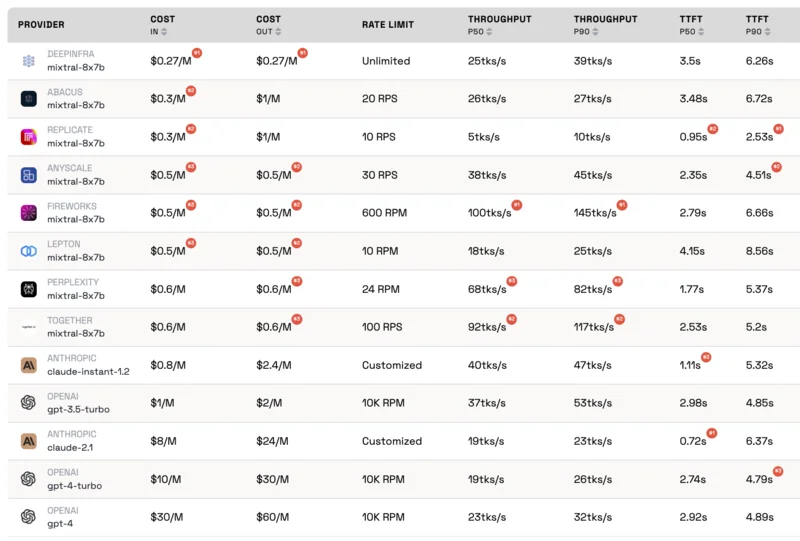 PROVIDER COST IN COST OUT RATE LIMIT THROUGHPUT P50 THROUGHPUT P90 TTFT P50 TTFT P90
DEEPINFRA
mixtral-8x7b $0.27/M #1 $0.27/M #1 Unlimited 25tks/s 39tks/s 3.5s 6.26s
ABACUS
mixtral-8x7b $0.3/M #2 $1/M 20 RPS 26tks/s 27tks/s 3.48s 6.72s
REPLICATE
mixtral-8x7b $0.3/M #2 $1/M 10 RPS 5tks/s 10tks/s 0.95s #2 2.53s #1
ANYSCALE
mixtral-8x7b $0.5/M #3 $0.5/M #2 30 RPS 38tks/s 45tks/s 2.35s 4.51s #2
FIREWORKS
mixtral-8x7b $0.5/M #3 $0.5/M #2 600 RPM 100tks/s #1 145tks/s #1 2.79s 6.66s
LEPTON
mixtral-8x7b $0.5/M #3 $0.5/M #2 10 RPM 18tks/s 25tks/s 4.15s 8.56s
PERPLEXITY
mixtral-8x7b $0.6/M $0.6/M #3 24 RPM 68tks/s #3 82tks/s #3 1.77s 5.37s
together.ai
TOGETHER
mixtral-8x7b $0.6/M $0.6/M #3 100 RPS 92tks/s #2 117tks/s #2 2.53s 5.2s
ANTHROPIC
claude-instant-1.2 $0.8/M $2.4/M Customized 40tks/s 47tks/s 1.11s #3 5.32s
OPENAI
gpt-3.5-turbo $1/M $2/M 10K RPM 37tks/s 53tks/s 2.98s 4.85s
ANTHROPIC
claude-2.1 $8/M $24/M Customized 19tks/s 23tks/s 0.72s #1 6.37s
OPENAI
gpt-4-turbo $10/M $30/M 10K RPM 19tks/s 26tks/s 2.74s 4.79s #3
OPENAI
gpt-4 $30/M $60/M 10K RPM 23tks/s 32tks/s 2.92s 4.89s